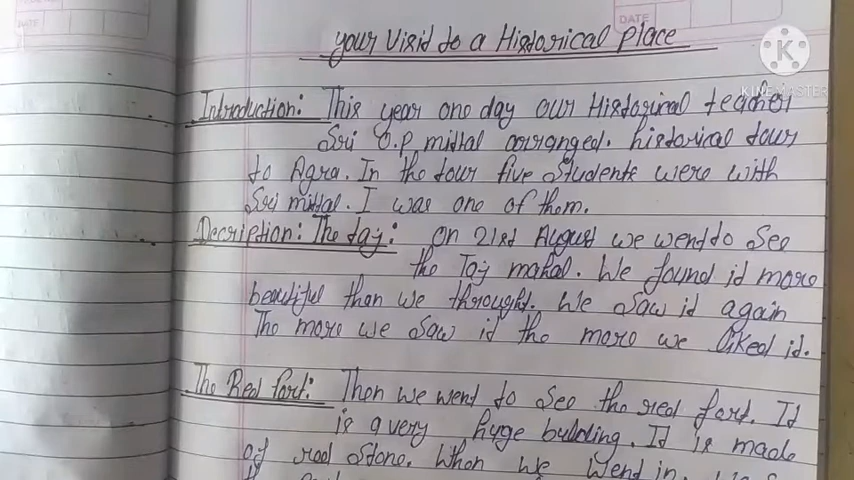 DATE
DATE
K
KINEMASTER
your Visit to a Historical place
Introduction: This year one day our Historical teacher
Sri O.P. mittal arranged. historical tour
to Agra. In the tour five Students were with
Sri mittal. I was one of them.
Decription: The taj: on 21st August we went to See
the Taj mahal. We found it more
beautiful than we throught. We Saw it again
The more we Saw it the more we liked it.
The Red fort: Then we went to See the red fort. It
is a very huge building. It is made
of red Stone. When we went in.